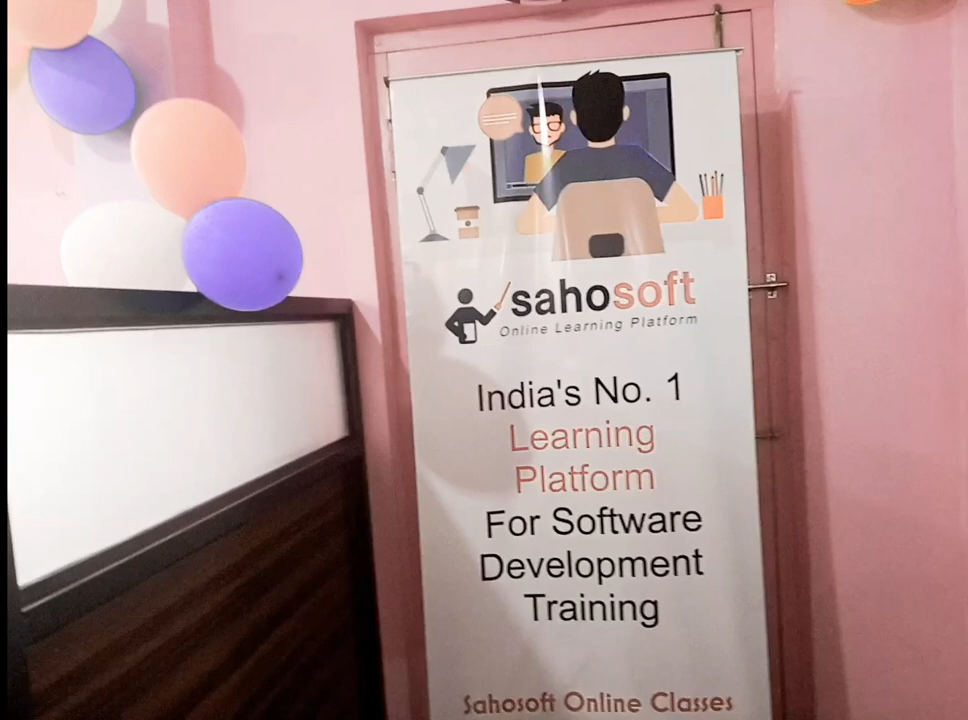 sahosoft
Online Learning Platform
India's No. 1
Learning
Platform
For Software
Development
Training
Sahosoft Online Classes